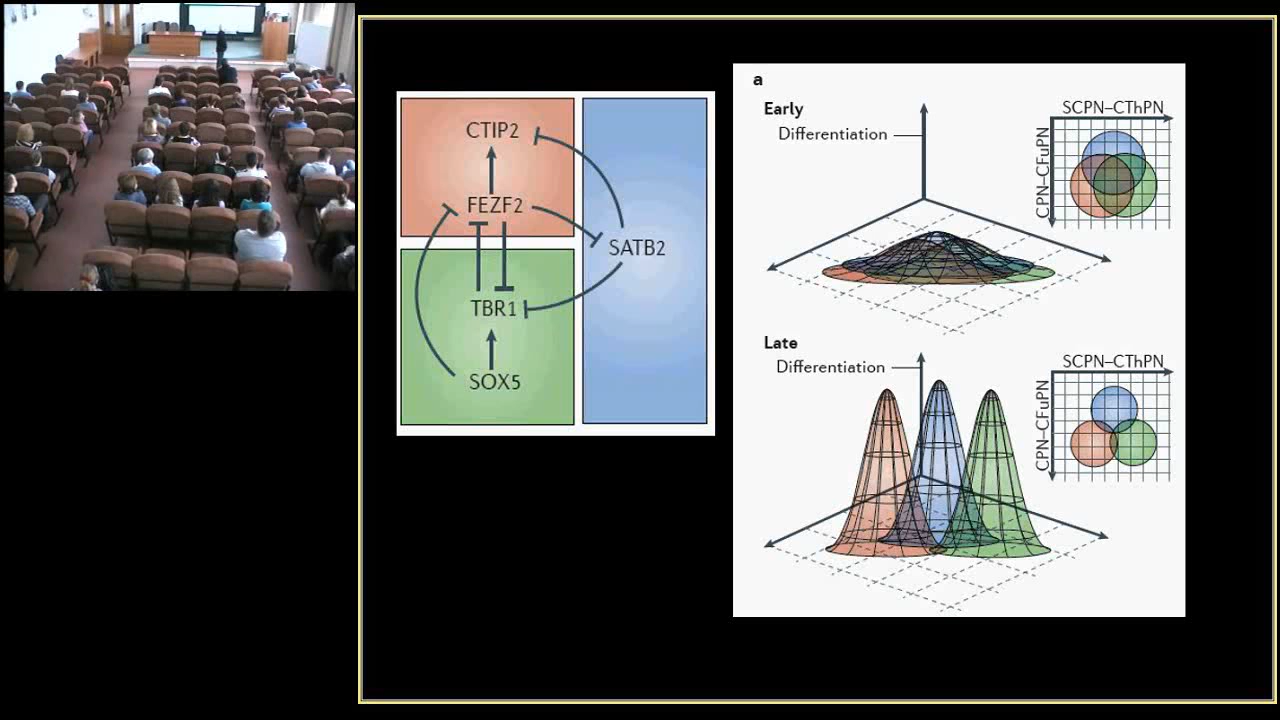 CTIP2
FEZF2
SATB2
TBR1
SOX5
a
Early
Differentiation
SCPN–CThPN
CPN–CFuPN
Late
Differentiation
SCPN–CThPN
CPN–CFuPN